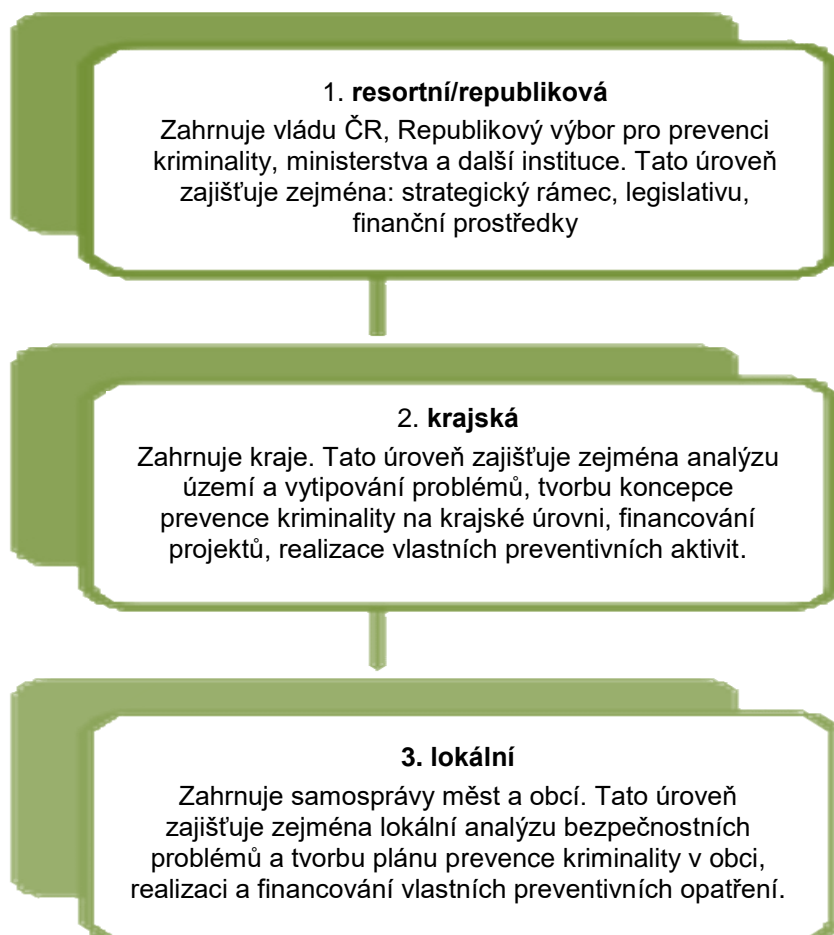 1. resortní/republiková
Zahrnuje vládu ČR, Republikový výbor pro prevenci
kriminality, ministerstva a další instituce. Tato úroveň
zajišťuje zejména: strategický rámec, legislativu,
finanční prostředky
2. krajská
Zahrnuje kraje. Tato úroveň zajišťuje zejména analýzu
území a vytipování problémů, tvorbu koncepce
prevence kriminality na krajské úrovni, financování
projektů, realizace vlastních preventivních aktivit.
3. lokální
Zahrnuje samosprávy měst a obcí. Tato úroveň
zajišťuje zejména lokální analýzu bezpečnostních
problémů a tvorbu plánu prevence kriminality v obci,
realizaci a financování vlastních preventivních opatření.